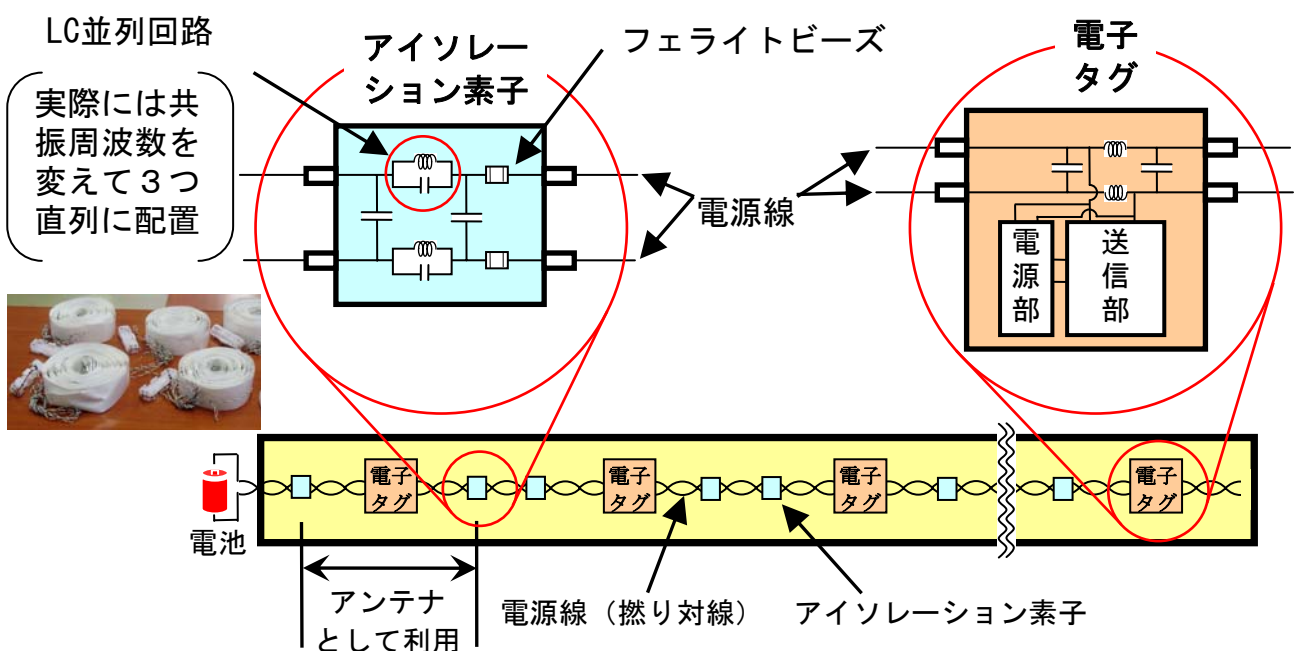 LC並列回路
実際には共
振周波数を
変えて３つ
直列に配置
アイソレー
ション素子
フェライトビーズ
電子
タグ
電源線
電源部
送信部
電子
タグ
電子
タグ
電子
タグ
電子
タグ
電池
アンテナ
として利用
電源線（撚り対線）
アイソレーション素子